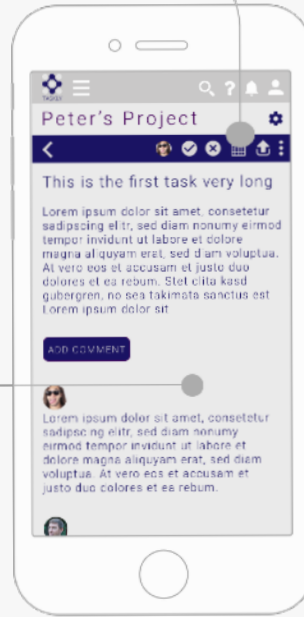 Peter's Project
This is the first task very long
Lorem ipsum dolor sit amet, consetetur
sadipscing elitr, sed diam nonumy eirmod
tempor invidunt ut labore et dolore
magna aliquyam erat, sed diam voluptua.
At vero eos et accusam et justo duo
dolores et ea rebum. Stet clita kasd
gubergren, no sea takimata sanctus est
Lorem ipsum dolor sit
ADD COMMENT
Lorem ipsum dolor sit amet, consetetur
sadipscing elitr, sed diam nonumy
eirmod tempor invidunt ut labore et
dolore magna aliquyam erat, sed diam
voluptua. At vero eos et accusam et
justo duo dolores et ea rebum.